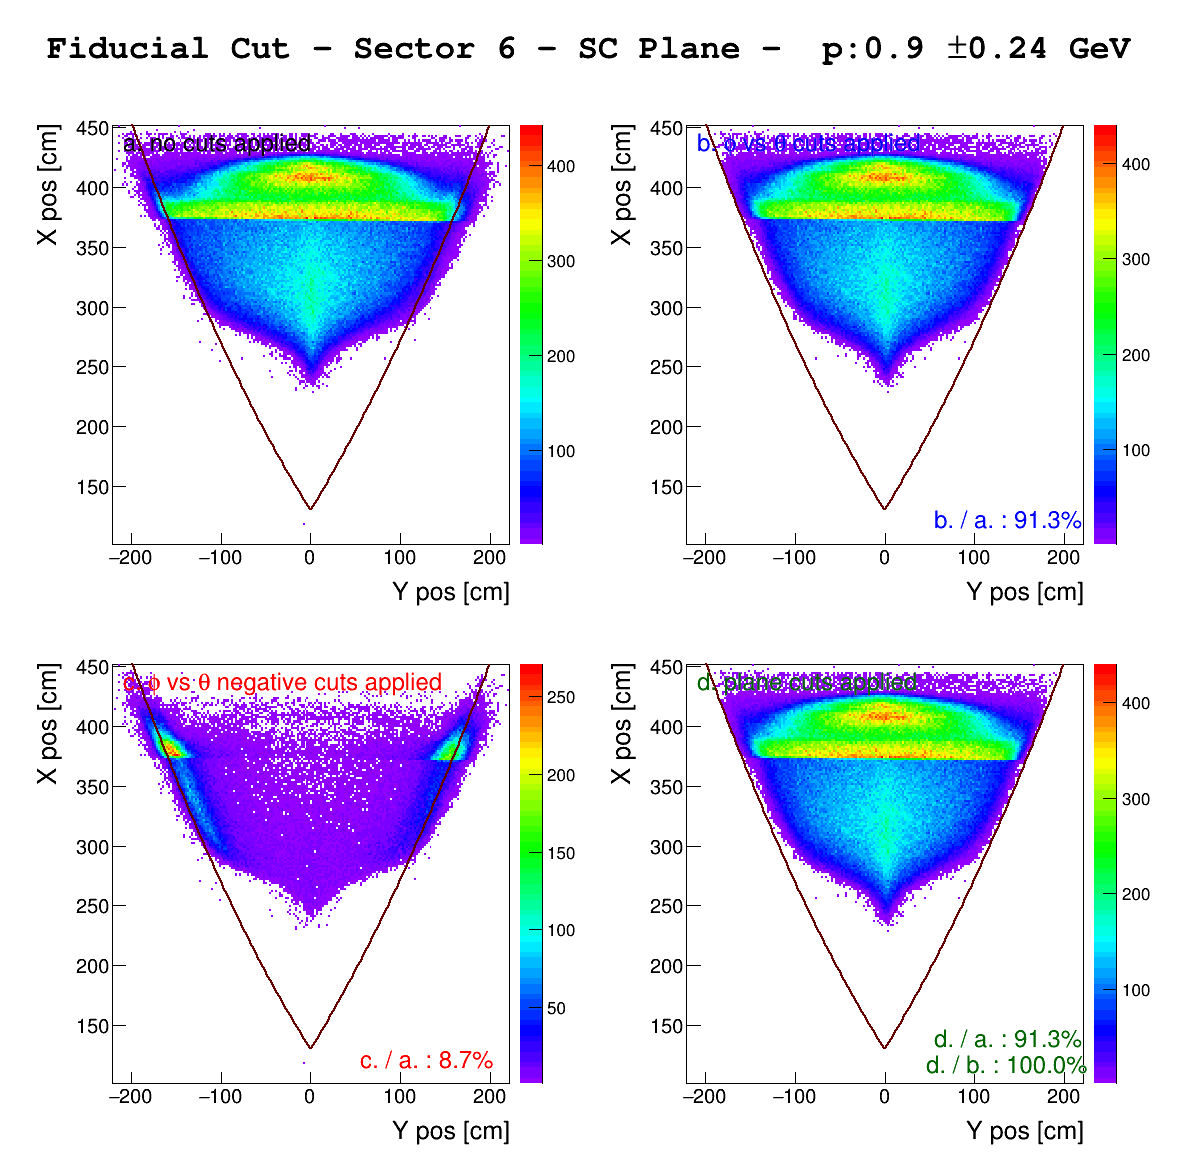 Fiducial Cut − Sector 6 − SC Plane − p:0.9 ±0.24 GeV
a. no cuts applied
X pos [cm]
450
400
350
300
250
200
150
−200 −100 0 100 200
Y pos [cm]
400
300
200
100
b. ϕ vs θ cuts applied
X pos [cm]
450
400
350
300
250
200
150
b. / a. : 91.3%
−200 −100 0 100 200
Y pos [cm]
400
300
200
100
c. ϕ vs θ negative cuts applied
X pos [cm]
450
400
350
300
250
200
150
c. / a. : 8.7%
−200 −100 0 100 200
Y pos [cm]
250
200
150
100
50
d. plane cuts applied
X pos [cm]
450
400
350
300
250
200
150
d. / a. : 91.3%
d. / b. : 100.0%
−200 −100 0 100 200
Y pos [cm]
400
300
200
100